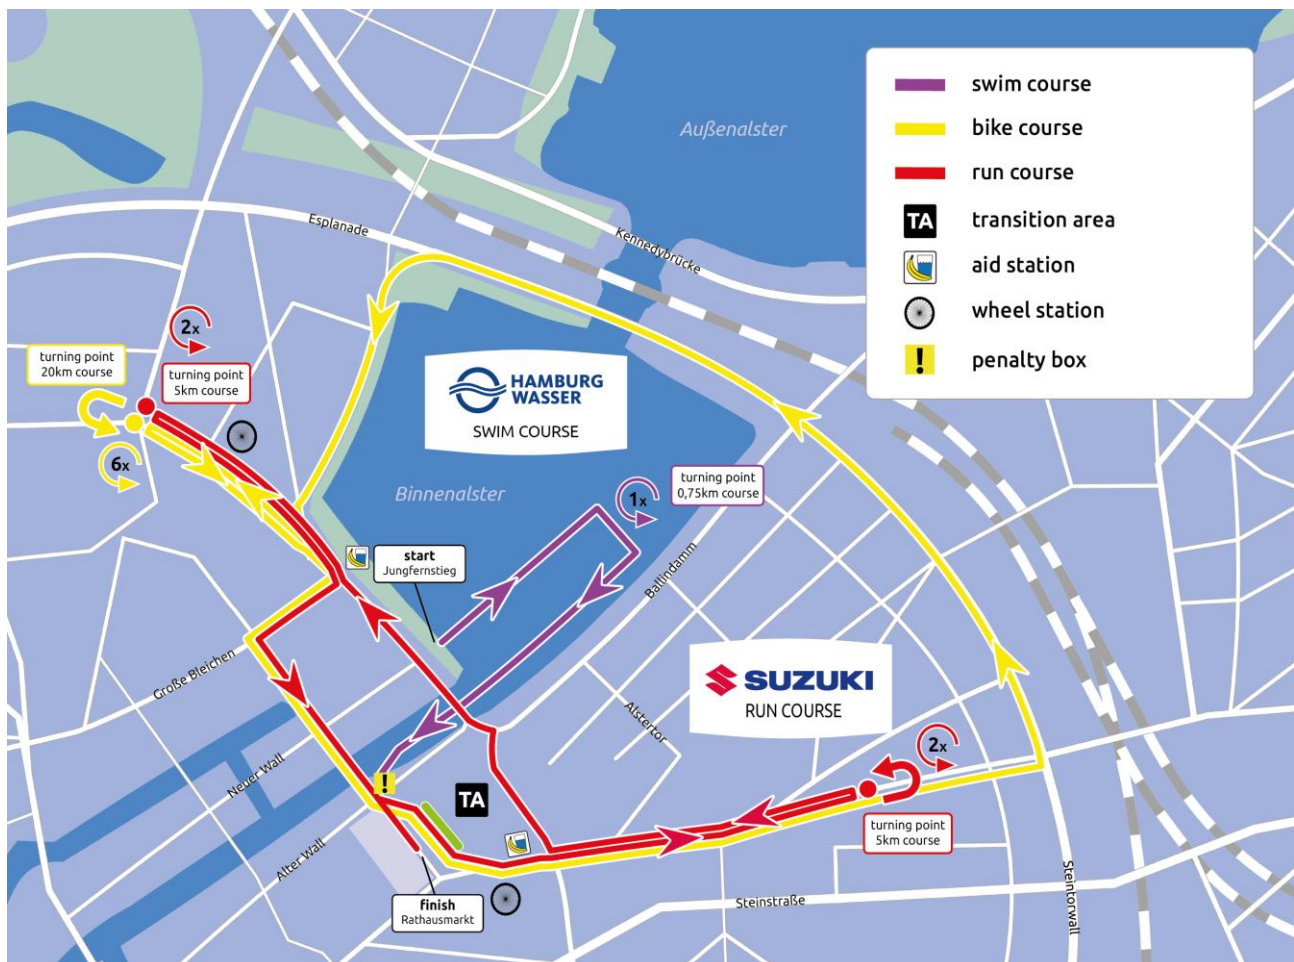 Außenalster
swim course
bike course
run course
TA
transition area
aid station
wheel station
!
penalty box
Esplanade
Kennedybrücke
2x
turning point
20km course
turning point
5km course
6x
HAMBURG
WASSER
SWIM COURSE
Binnenalster
1x
turning point
0,75km course
start
Jungfernstieg
Ballindamm
Große Bleichen
SUZUKI
RUN COURSE
Alstertor
2x
Neuer Wall
!
TA
Alter Wall
turning point
5km course
finish
Rathausmarkt
Steinstraße
Steintorwall